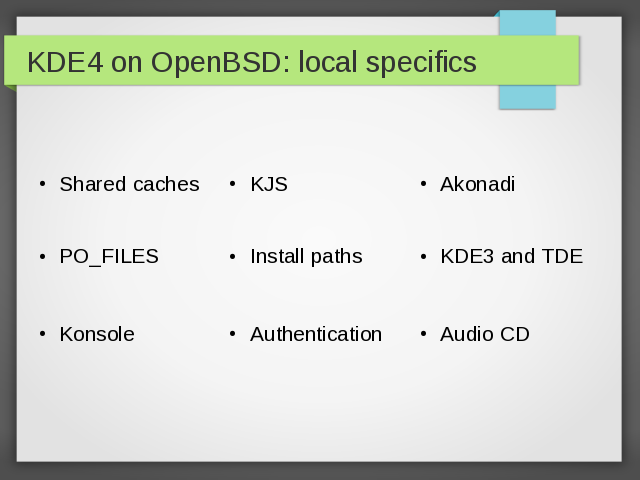 KDE4 on OpenBSD: local specifics
• Shared caches
• KJS
• Akonadi
• PO_FILES
• Install paths
• KDE3 and TDE
• Konsole
• Authentication
• Audio CD